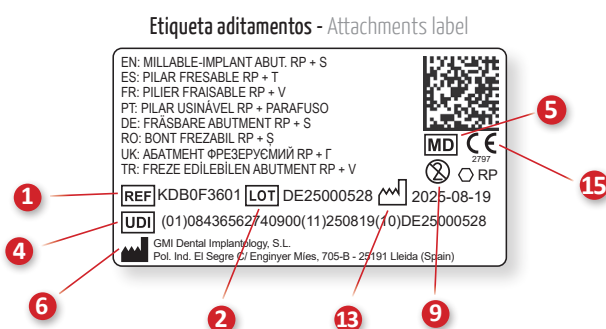 Etiqueta aditamentos - Attachments label
EN: MILLABLE-IMPLANT ABUT. RP + S
ES: PILAR FRESABLE RP + T
FR: PILIER FRAISABLE RP + V
PT: PILAR USINÁVEL RP + PARAFUSO
DE: FRÄSBARE ABUTMENT RP + S
RO: BONT FREZABIL RP + Ș
UK: АБАТМЕНТ ФРЕЗЕРУЄМИЙ RP + Г
TR: FREZE EDİLEBİLEN ABUTMENT RP + V
5
MD CE
2797
2 RP
15
1
REF KDB0F3601 LOT DE25000528 2025-08-19
UDI (01)08436562740900(11)250819(10)DE25000528
4
GMI Dental Implantology, S.L.
Pol. Ind. El Segre C/ Enginyer Míes, 705-B - 25191 Lleida (Spain)
6
2
13
9